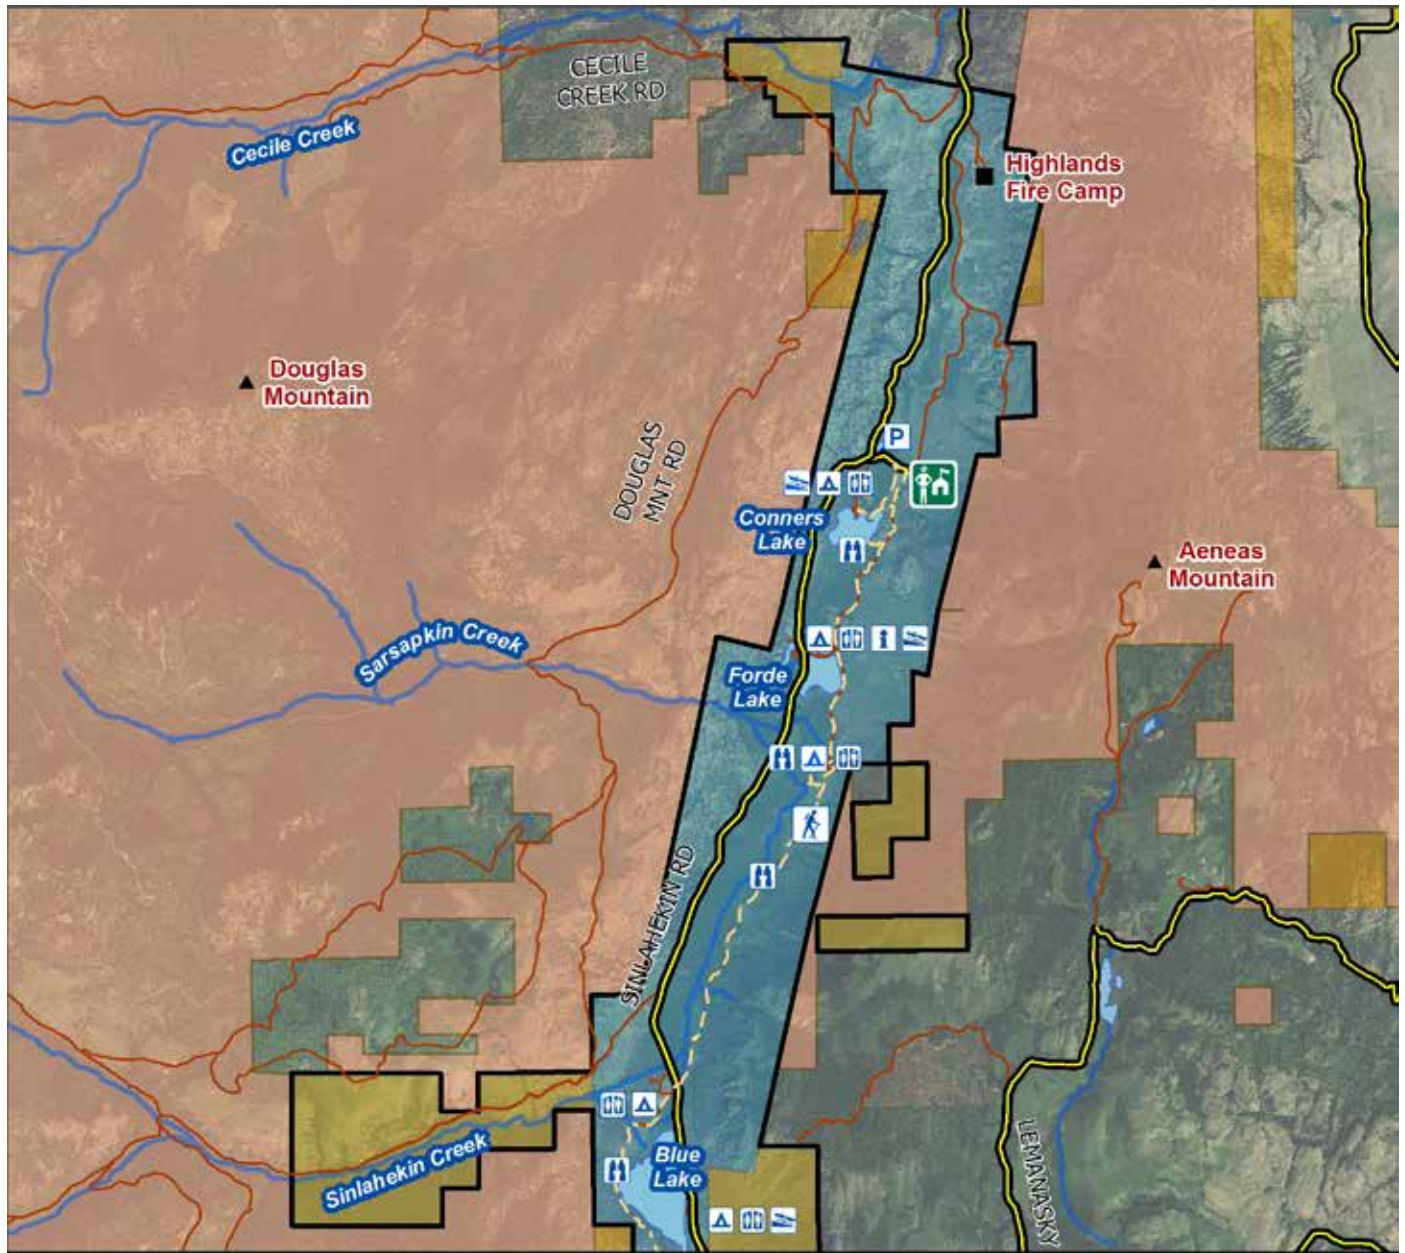 CECILE
CREEK RD
Cecile Creek
Highlands
Fire Camp
Douglas
Mountain
DOUGLAS
MNT RD
P
Conners
Lake
Aeneas
Mountain
Sarsapkin Creek
i
Forde
Lake
SINLAHEKIN RD
Sinlahekin Creek
Blue
Lake
LEMANASKY